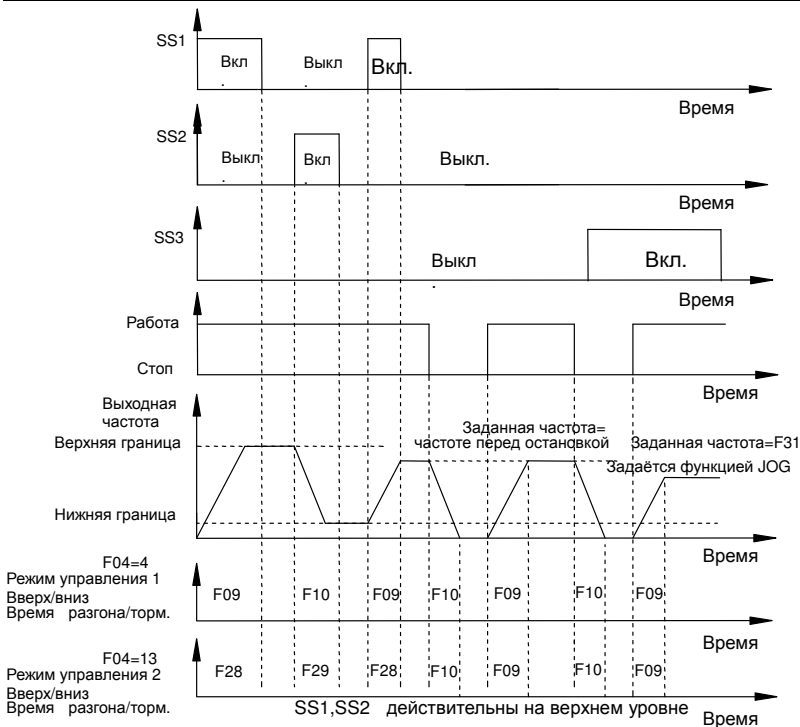 SS1
Вкл
.
Выкл
.
Вкл.
Время
SS2
Выкл
.
Вкл
.
Выкл.
Время
SS3
Выкл
.
Вкл.
Время
Работа
Стоп
Время
Выходная
частота
Верхняя граница
Заданная частота=
частоте перед остановкой
Заданная частота=F31
Задаётся функцией JOG
Нижняя граница
Время
F04=4
Режим управления 1
Вверх/вниз
Время разгона/торм.
F09 F10 F09 F10 F09 F10 F09
Время
F04=13
Режим управления 2
Вверх/вниз
Время разгона/торм.
F28 F29 F28 F10 F09 F10 F09
SS1,SS2 действительны на верхнем уровне
Время